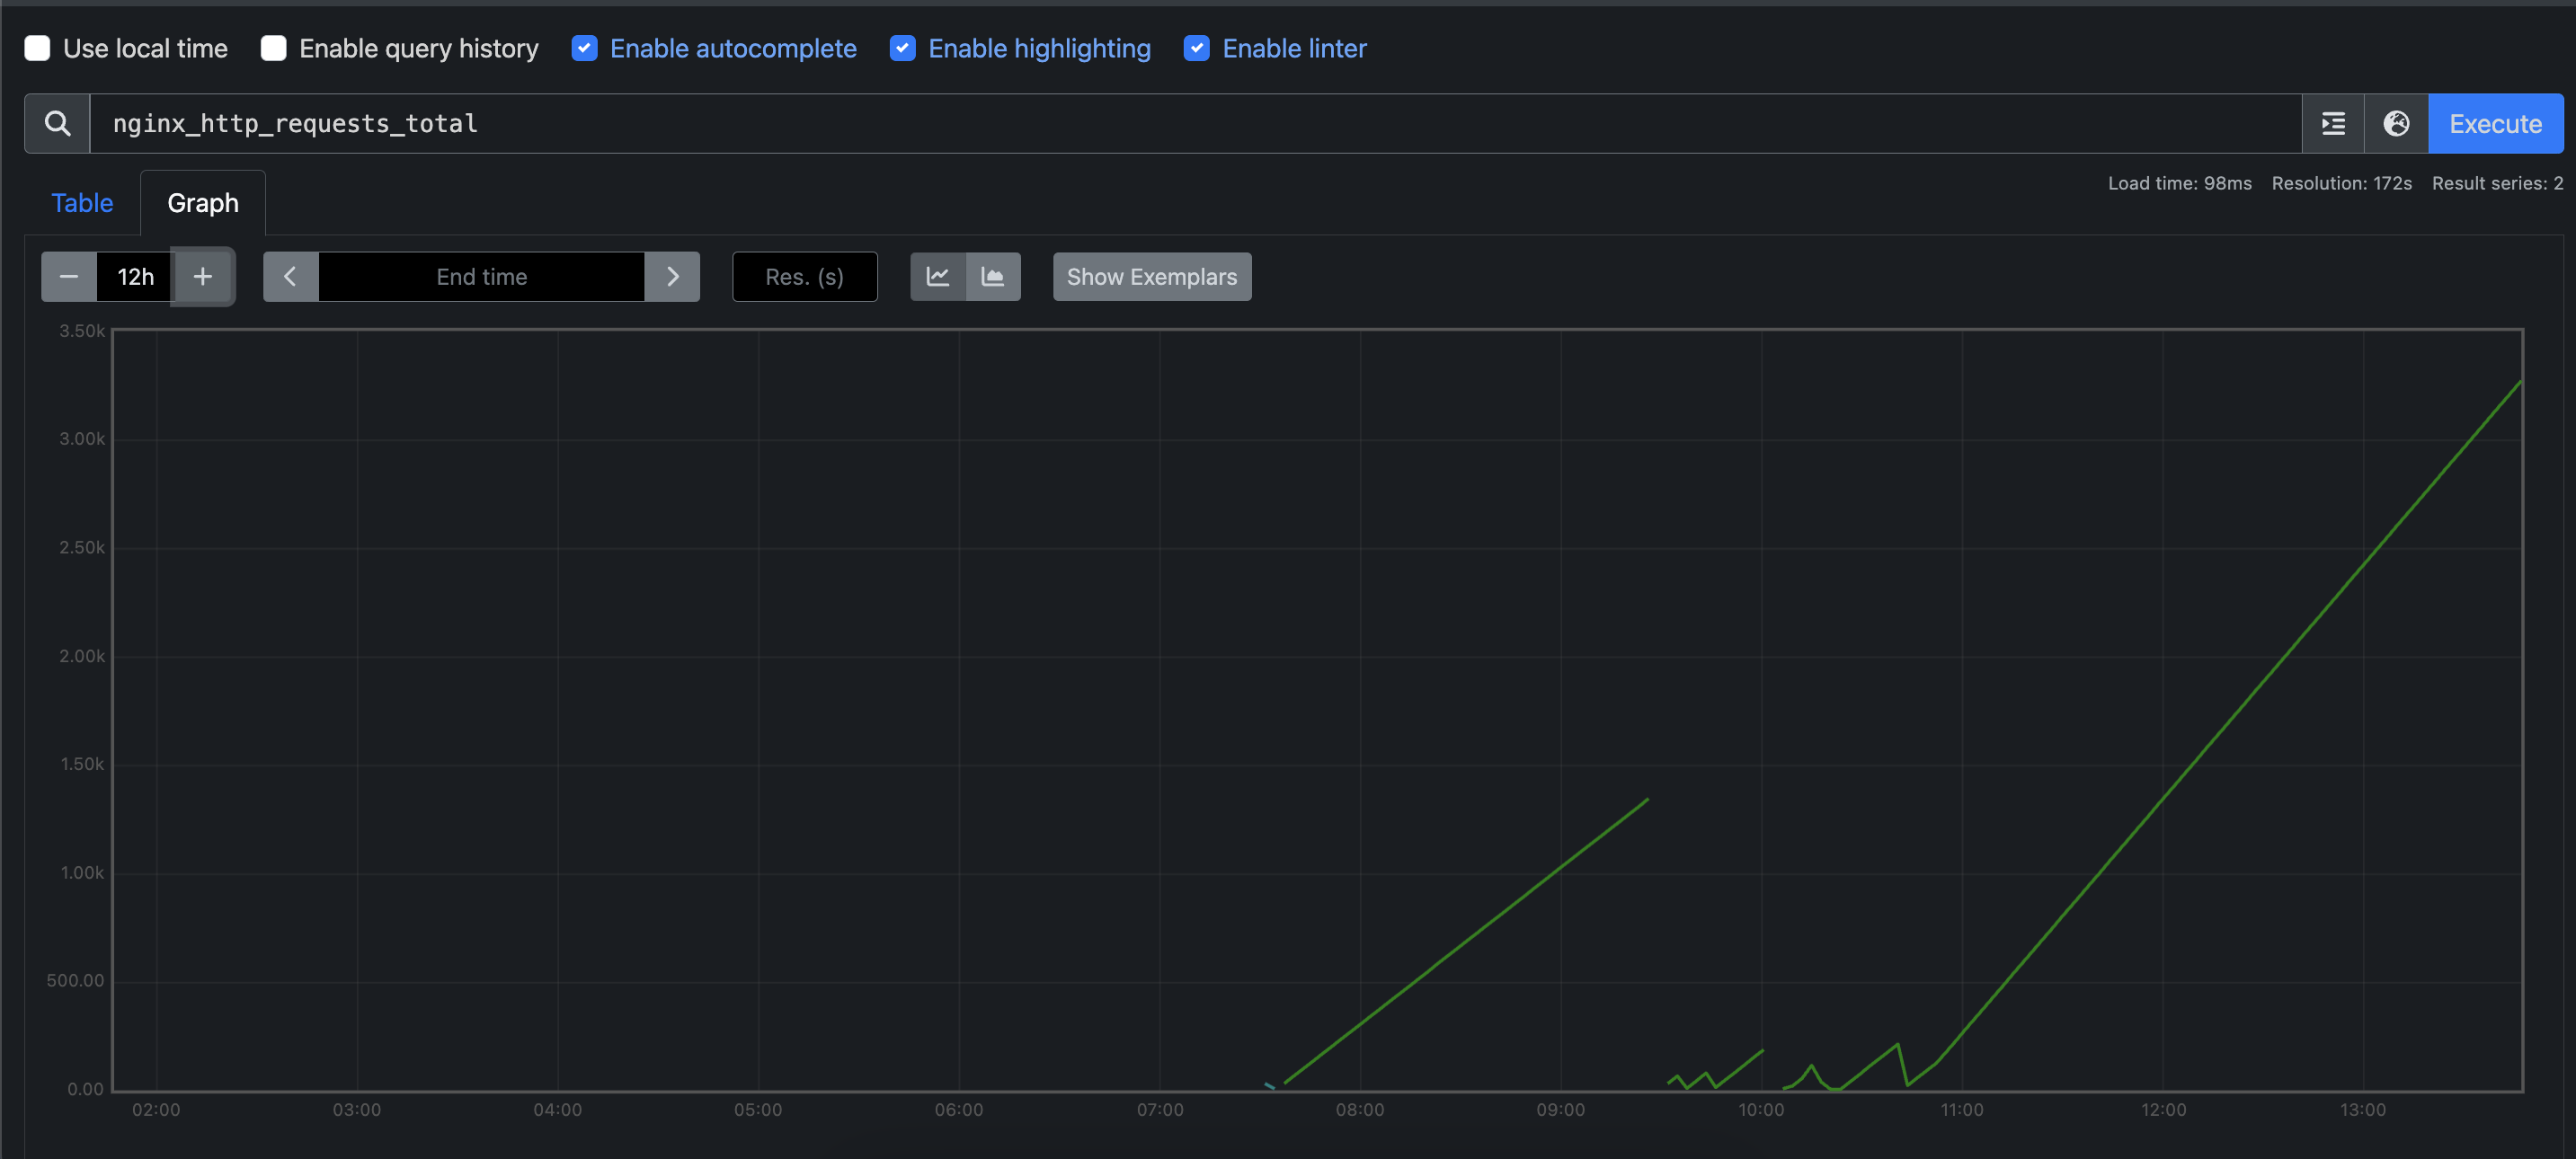 Use local time Enable query history Enable autocomplete Enable highlighting Enable linter
nginx_http_requests_total Execute
Load time: 98ms Resolution: 172s Result series: 2
Table Graph
12h End time Res. (s) Show Exemplars
3.50k
3.00k
2.50k
2.00k
1.50k
1.00k
500.00
0.00
02:00 03:00 04:00 05:00 06:00 07:00 08:00 09:00 10:00 11:00 12:00 13:00